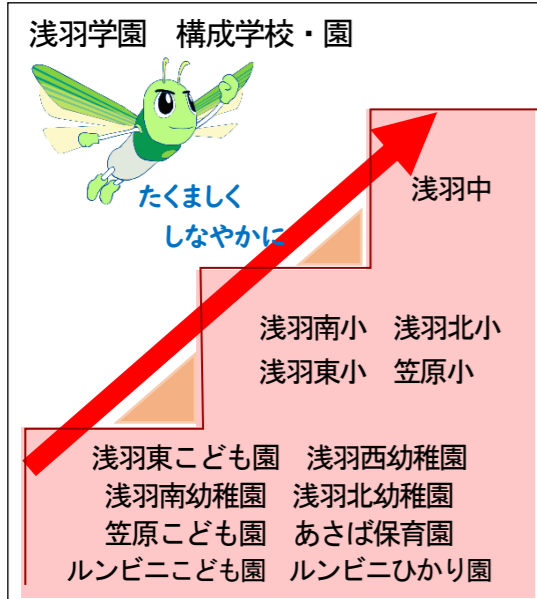 浅羽学園　構成学校・園
たくましく
しなやかに
浅羽中
浅羽南小　浅羽北小
浅羽東小　笠原小
浅羽東こども園　浅羽西幼稚園
浅羽南幼稚園　浅羽北幼稚園
笠原こども園　あさば保育園
ルンビニこども園　ルンビニひかり園